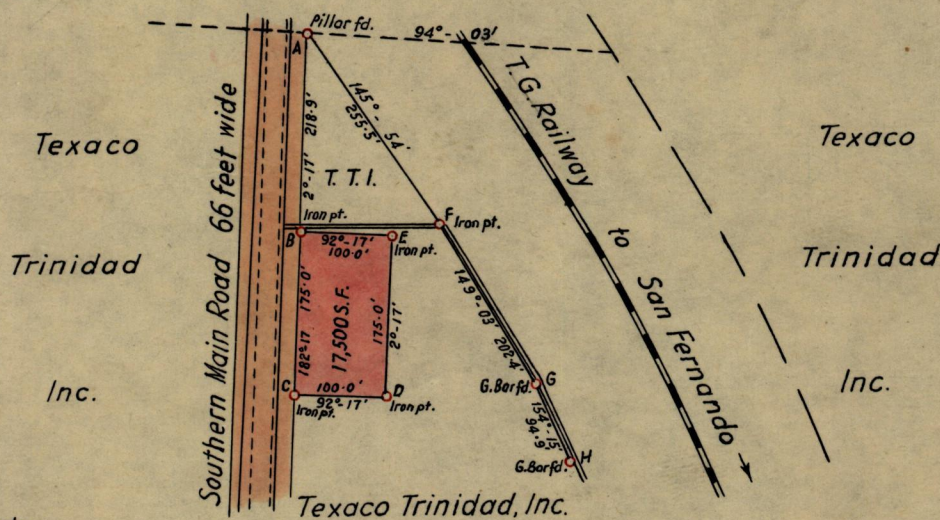 Pillar fd.
94°-03'
A
Texaco
Trinidad
Inc.
Southern Main Road 66 feet wide
218·9'
2°-17'
145°-54'
255·5'
T. T. I.
T.G. Railway
to
San Fernando
Texaco
Trinidad
Inc.
Iron pt.
F Iron pt.
B
92°-17'
100·0'
E
Iron pt.
182°-17 175·0'
17,500 S.F.
175·0'
2°-17'
149°-03' 202·4'
C
100·0'
92°-17'
D
Iron pt.
Iron pt.
G
G.Bar fd.
154°-15'
94·9'
H
G.Bar fd.
Texaco Trinidad, Inc.